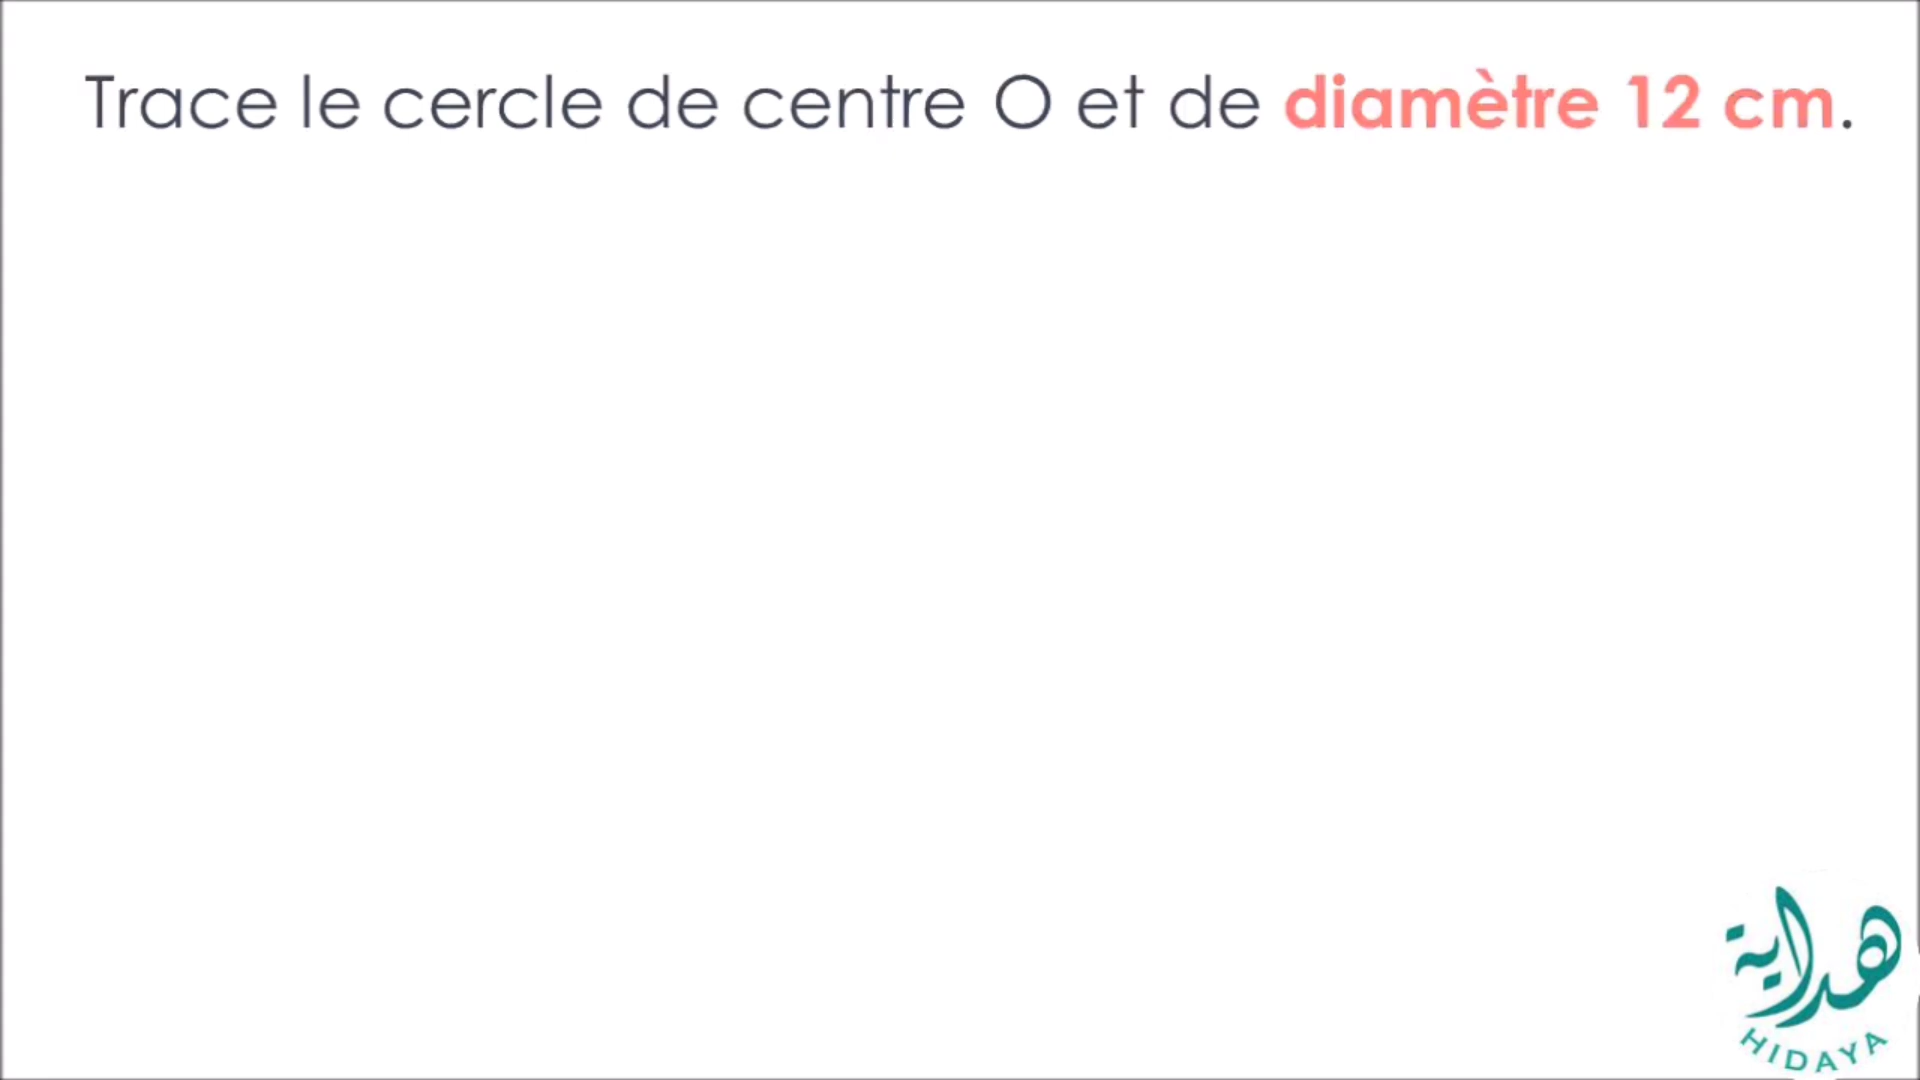 Trace le cercle de centre O et de diamètre 12 cm.
هداية
HIDAYA